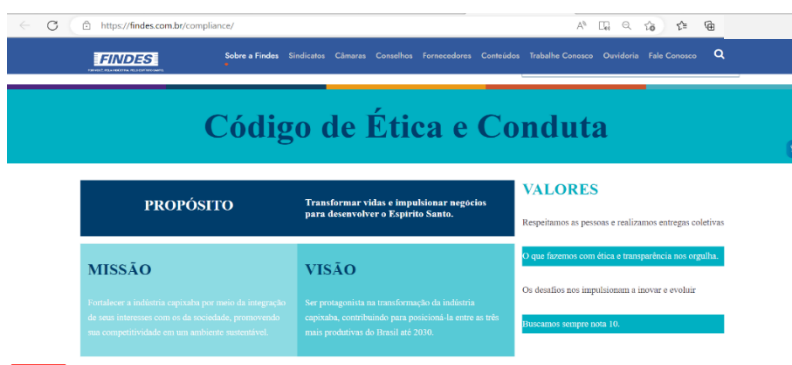 https://findes.com.br/compliance/
FINDES
Sobre a Findes Sindicatos Câmaras Conselhos Fornecedores Conteúdos Trabalhe Conosco Ouvidoria Fale Conosco
Código de Ética e Conduta
PROPÓSITO
Transformar vidas e impulsionar negócios
para desenvolver o Espírito Santo.
MISSÃO
Fortalecer a indústria capixaba por meio da integração
de seus interesses com os da sociedade, promovendo
sua competitividade em um ambiente sustentável.
VISÃO
Ser protagonista na transformação da indústria
capixaba, contribuindo para posicioná-la entre as três
mais produtivas do Brasil até 2030.
VALORES
Respeitamos as pessoas e realizamos entregas coletivas
O que fazemos com ética e transparência nos orgulha.
Os desafios nos impulsionam a inovar e evoluir
Buscamos sempre nota 10.